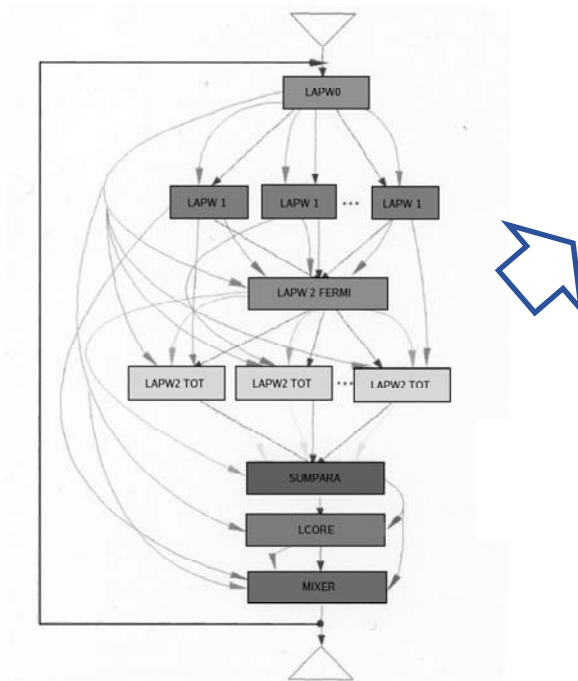 LAPW0
LAPW 1
LAPW 1
...
LAPW 1
LAPW 2 FERMI
LAPW2 TOT
LAPW2 TOT
...
LAPW2 TOT
SUMPARA
LCORE
MIXER